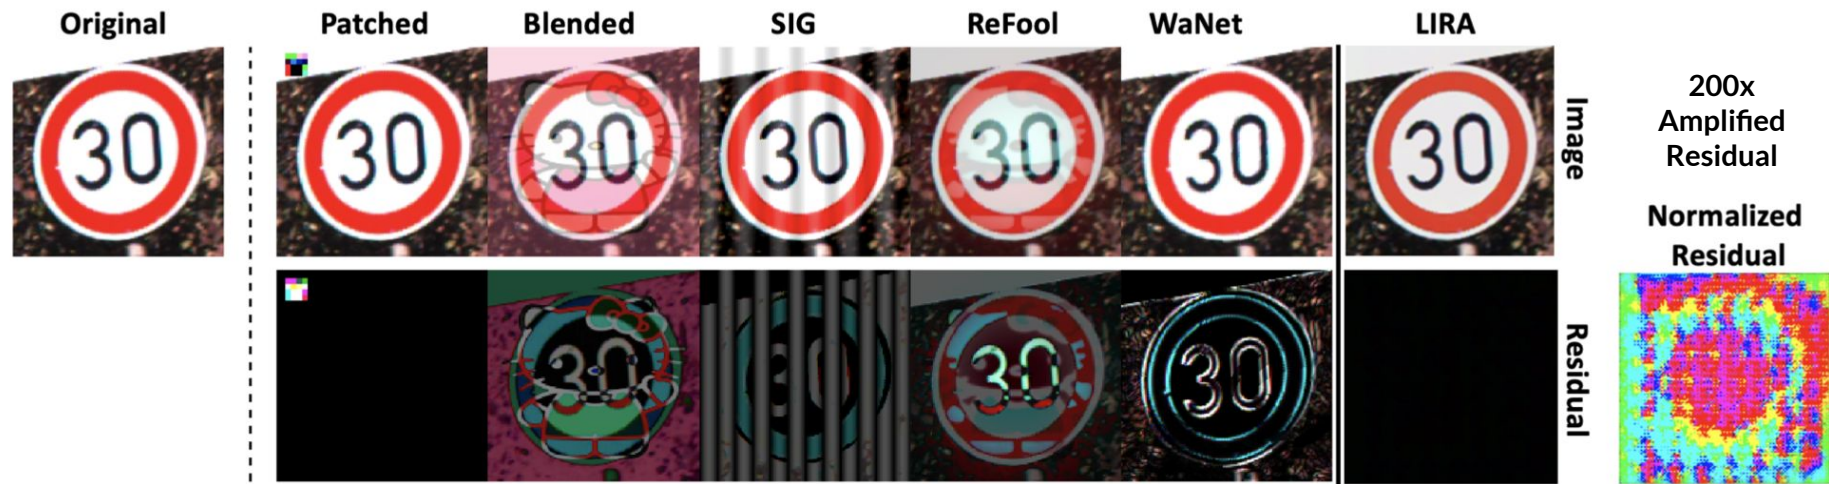 Original
Patched
Blended
SIG
ReFool
WaNet
LIRA
30
30
30
30
30
30
30
Image
200x
Amplified
Residual
Normalized
Residual
30
30
30
30
Residual